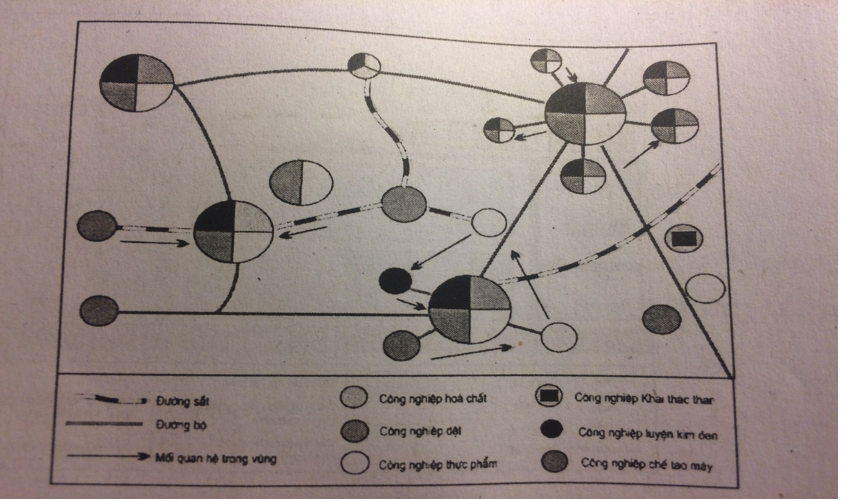 Đường sắt
Đường bộ
Mối quan hệ trong vùng
Công nghiệp hoá chất
Công nghiệp dệt
Công nghiệp thực phẩm
Công nghiệp Khai thác than
Công nghiệp luyện kim đen
Công nghiệp chế tao máy